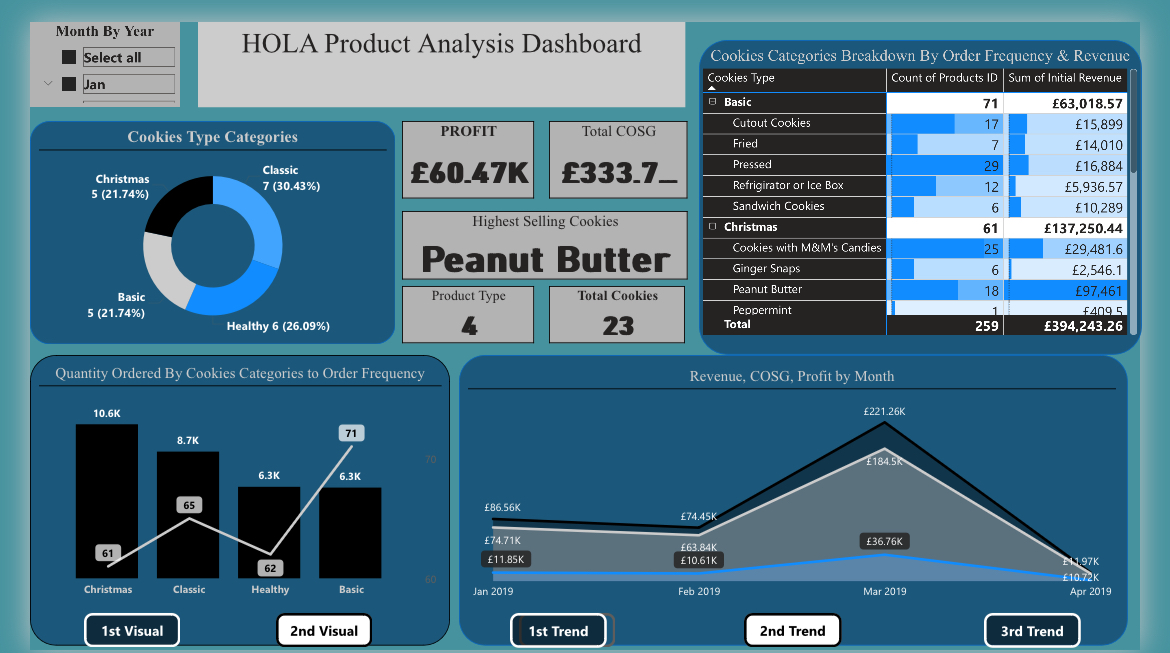 Month By Year
Select all
Jan
HOLA Product Analysis Dashboard
Cookies Categories Breakdown By Order Frequency & Revenue
Cookies Type Count of Products ID Sum of Initial Revenue
Basic 71 £63,018.57
Cutout Cookies 17 £15,899
Fried 7 £14,010
Pressed 29 £16,884
Refrigirator or Ice Box 12 £5,936.57
Sandwich Cookies 6 £10,289
Christmas 61 £137,250.44
Cookies with M&M's Candies 25 £29,481.6
Ginger Snaps 6 £2,546.1
Peanut Butter 18 £97,461
Peppermint 1 £409.5
Total 259 £394,243.26
Cookies Type Categories
Christmas
5 (21.74%)
Classic
7 (30.43%)
Basic
5 (21.74%)
Healthy 6 (26.09%)
PROFIT
£60.47K
Total COSG
£333.7_
Highest Selling Cookies
Peanut Butter
Product Type
4
Total Cookies
23
Quantity Ordered By Cookies Categories to Order Frequency
10.6K
8.7K
6.3K
6.3K
61
65
62
71
70
60
Christmas Classic Healthy Basic
1st Visual
2nd Visual
Revenue, COSG, Profit by Month
£221.26K
£184.5K
£86.56K
£74.45K
£74.71K
£63.84K
£11.85K
£10.61K
£36.76K
£11.97K
£10.72K
Jan 2019 Feb 2019 Mar 2019 Apr 2019
1st Trend
2nd Trend
3rd Trend